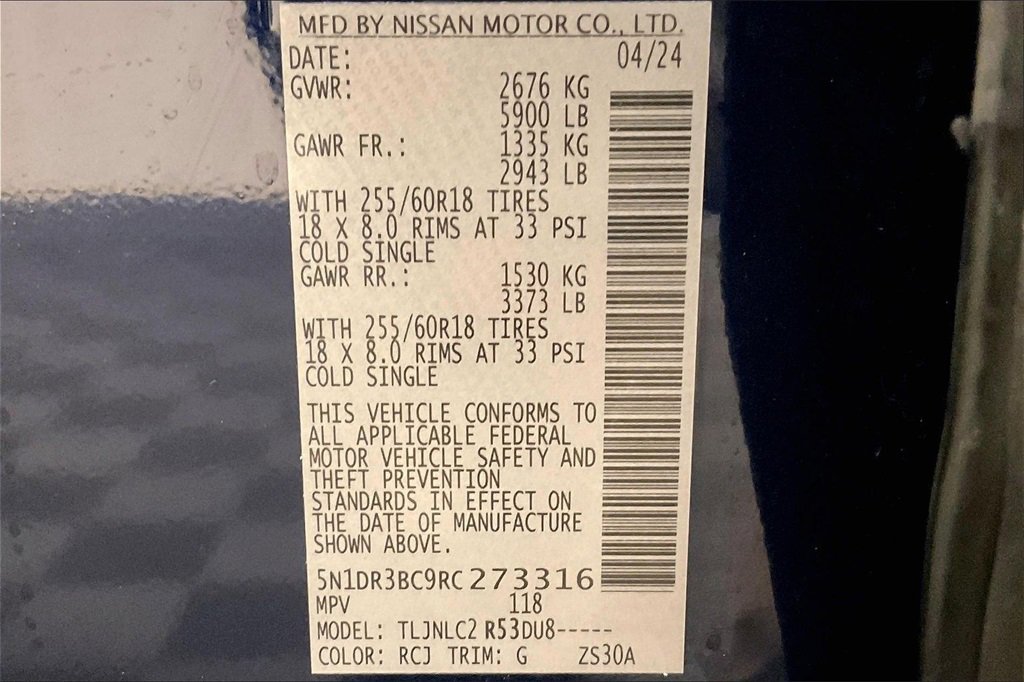 MFD BY NISSAN MOTOR CO., LTD.
DATE: 04/24
GVWR: 2676 KG
5900 LB
GAWR FR.: 1335 KG
2943 LB
WITH 255/60R18 TIRES
18 X 8.0 RIMS AT 33 PSI
COLD SINGLE
GAWR RR.: 1530 KG
3373 LB
WITH 255/60R18 TIRES
18 X 8.0 RIMS AT 33 PSI
COLD SINGLE
THIS VEHICLE CONFORMS TO
ALL APPLICABLE FEDERAL
MOTOR VEHICLE SAFETY AND
THEFT PREVENTION
STANDARDS IN EFFECT ON
THE DATE OF MANUFACTURE
SHOWN ABOVE.
5N1DR3BC9RC273316
MPV 118
MODEL: TLJNLC2 R53DU8-----
COLOR: RCJ TRIM: G ZS30A